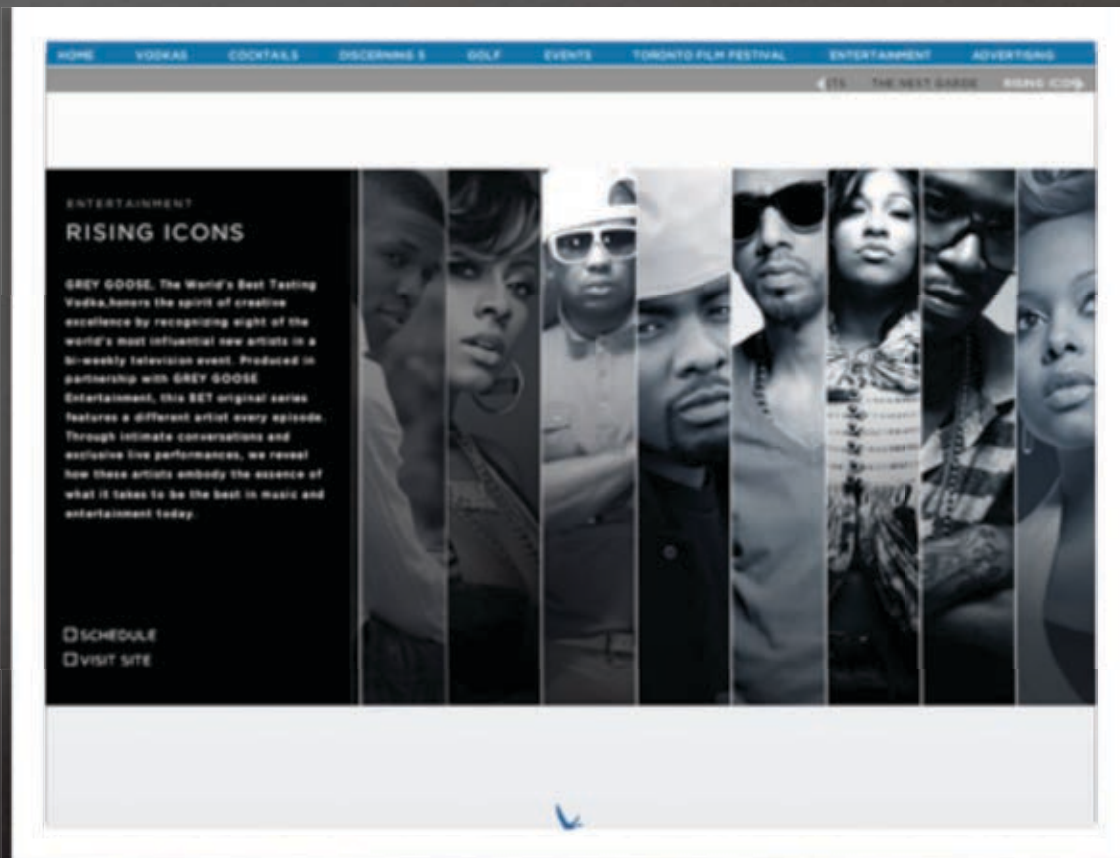 HOME VODKAS COCKTAILS DISCERNING 5 GOLF EVENTS TORONTO FILM FESTIVAL ENTERTAINMENT ADVERTISING
THE NEXT GARDE RISING ICON
ENTERTAINMENT
RISING ICONS
GREY GOOSE, The World's Best Tasting
Vodka,honors the spirit of creative
excellence by recognizing eight of the
world's most influential new artists in a
bi-weekly television event. Produced in
partnership with GREY GOOSE
Entertainment, this BET original series
features a different artist every episode.
Through intimate conversations and
exclusive live performances, we reveal
how these artists embody the essence of
what it takes to be the best in music and
entertainment today.
SCHEDULE
VISIT SITE